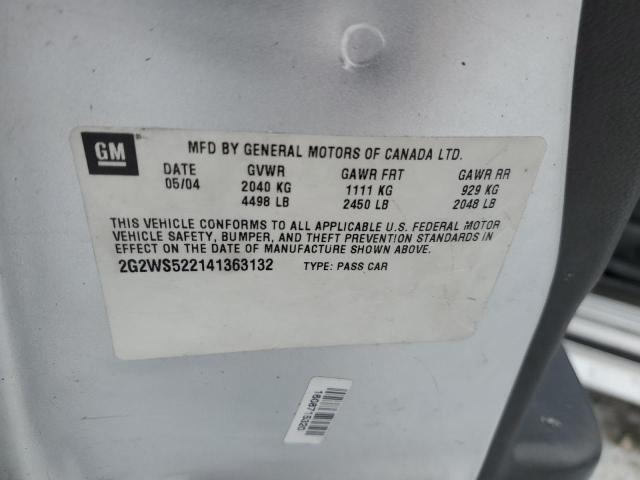 GM
MFD BY GENERAL MOTORS OF CANADA LTD.
DATE GVWR GAWR FRT GAWR RR
05/04 2040 KG 1111 KG 929 KG
4498 LB 2450 LB 2048 LB
THIS VEHICLE CONFORMS TO ALL APPLICABLE U.S. FEDERAL MOTOR
VEHICLE SAFETY, BUMPER, AND THEFT PREVENTION STANDARDS IN
EFFECT ON THE DATE OF MANUFACTURE SHOWN ABOVE.
2G2WS522141363132 TYPE: PASS CAR
1808715320